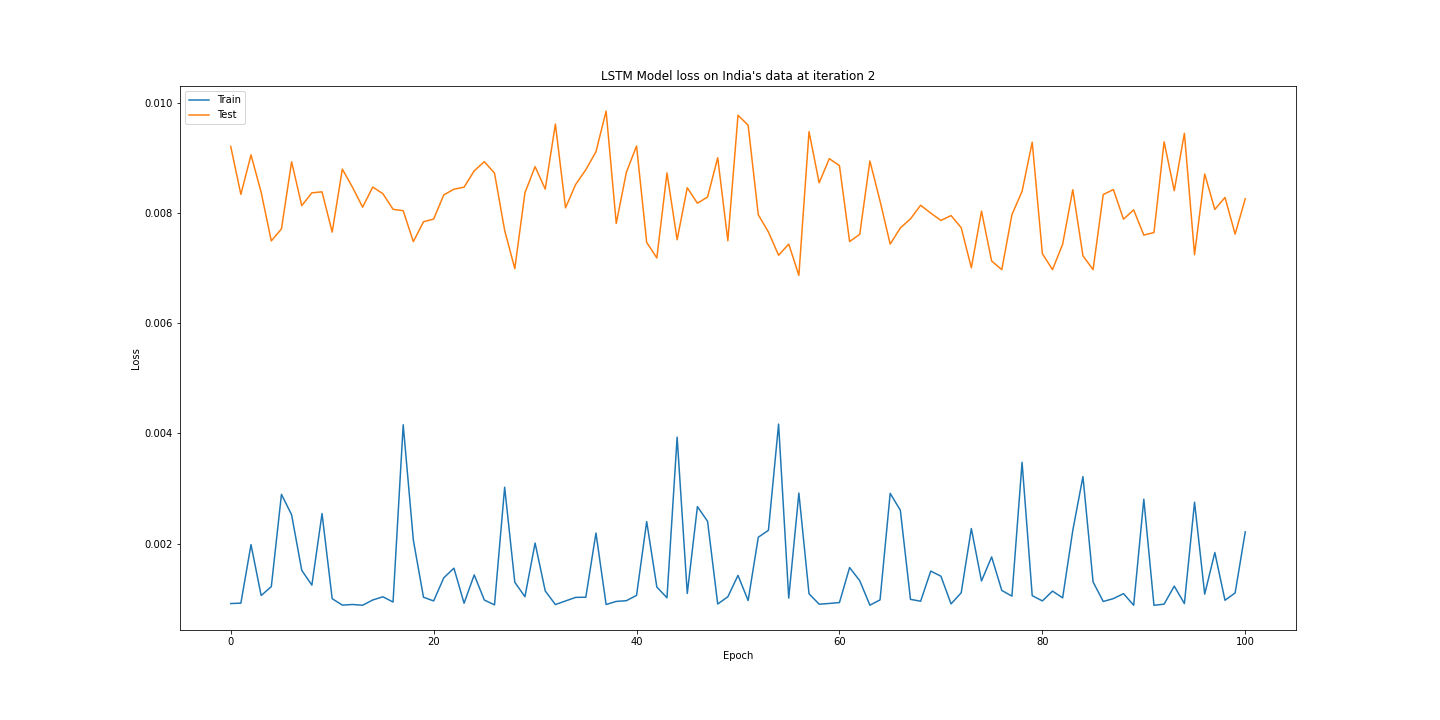 LSTM Model loss on India's data at iteration 2
Train
Test
0.010
0.008
0.006
0.004
0.002
Loss
0 20 40 60 80 100
Epoch